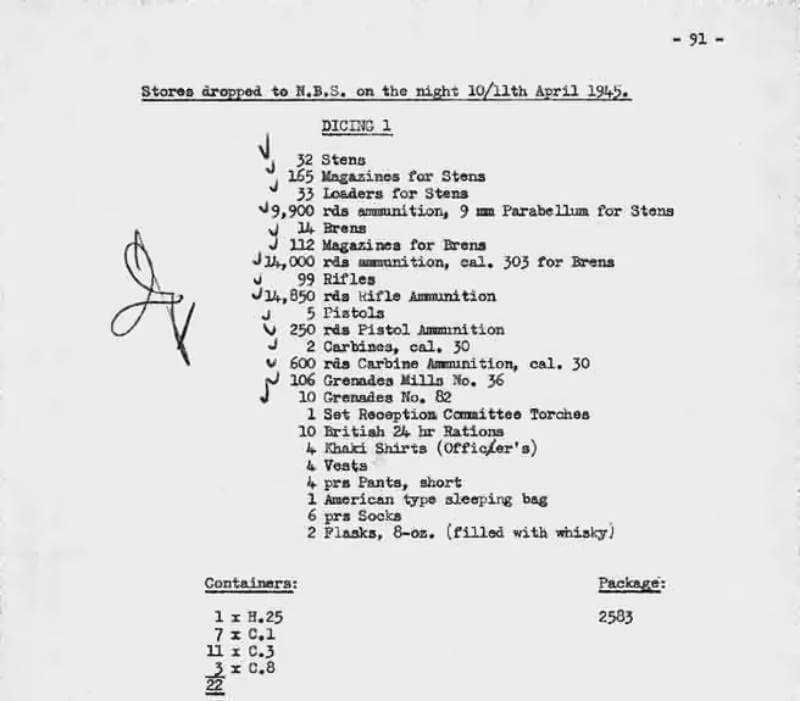 - 91 -
Stores dropped to N.B.S. on the night 10/11th April 1945.
DICING 1
32 Stens
165 Magazines for Stens
33 Loaders for Stens
9,900 rds ammunition, 9 mm Parabellum for Stens
14 Brens
112 Magazines for Brens
14,000 rds ammunition, cal. 303 for Brens
99 Rifles
14,850 rds Rifle Ammunition
5 Pistols
250 rds Pistol Ammunition
2 Carbines, cal. 30
600 rds Carbine Ammunition, cal. 30
106 Grenades Mills No. 36
10 Grenades No. 82
1 Set Reception Committee Torches
10 British 24 hr Rations
4 Khaki Shirts (Officer's)
4 Vests
4 prs Pants, short
1 American type sleeping bag
6 prs Socks
2 Flasks, 8-oz. (filled with whisky)
Containers: Package:
1 x H.25 2583
7 x C.1
11 x C.3
3 x C.8
22